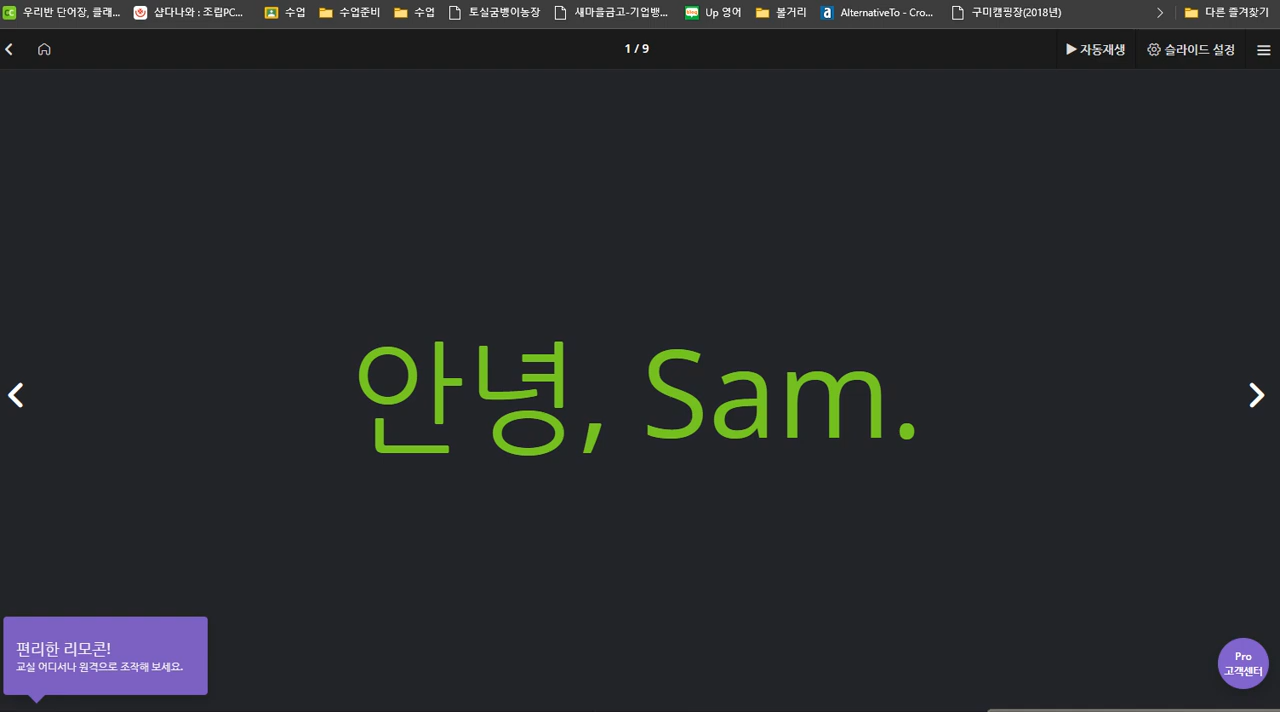 우리반 단어장, 클래... 샵다나와 : 조립PC... 수업 수업준비 수업 토실굼벵이농장 새마을금고-기업뱅... Up 영어 볼거리 AlternativeTo - Cro... 구미캠핑장(2018년) 다른 즐겨찾기
1 / 9 자동재생 슬라이드 설정
안녕, Sam.
편리한 리모콘!
교실 어디서나 원격으로 조작해 보세요.
Pro
고객센터